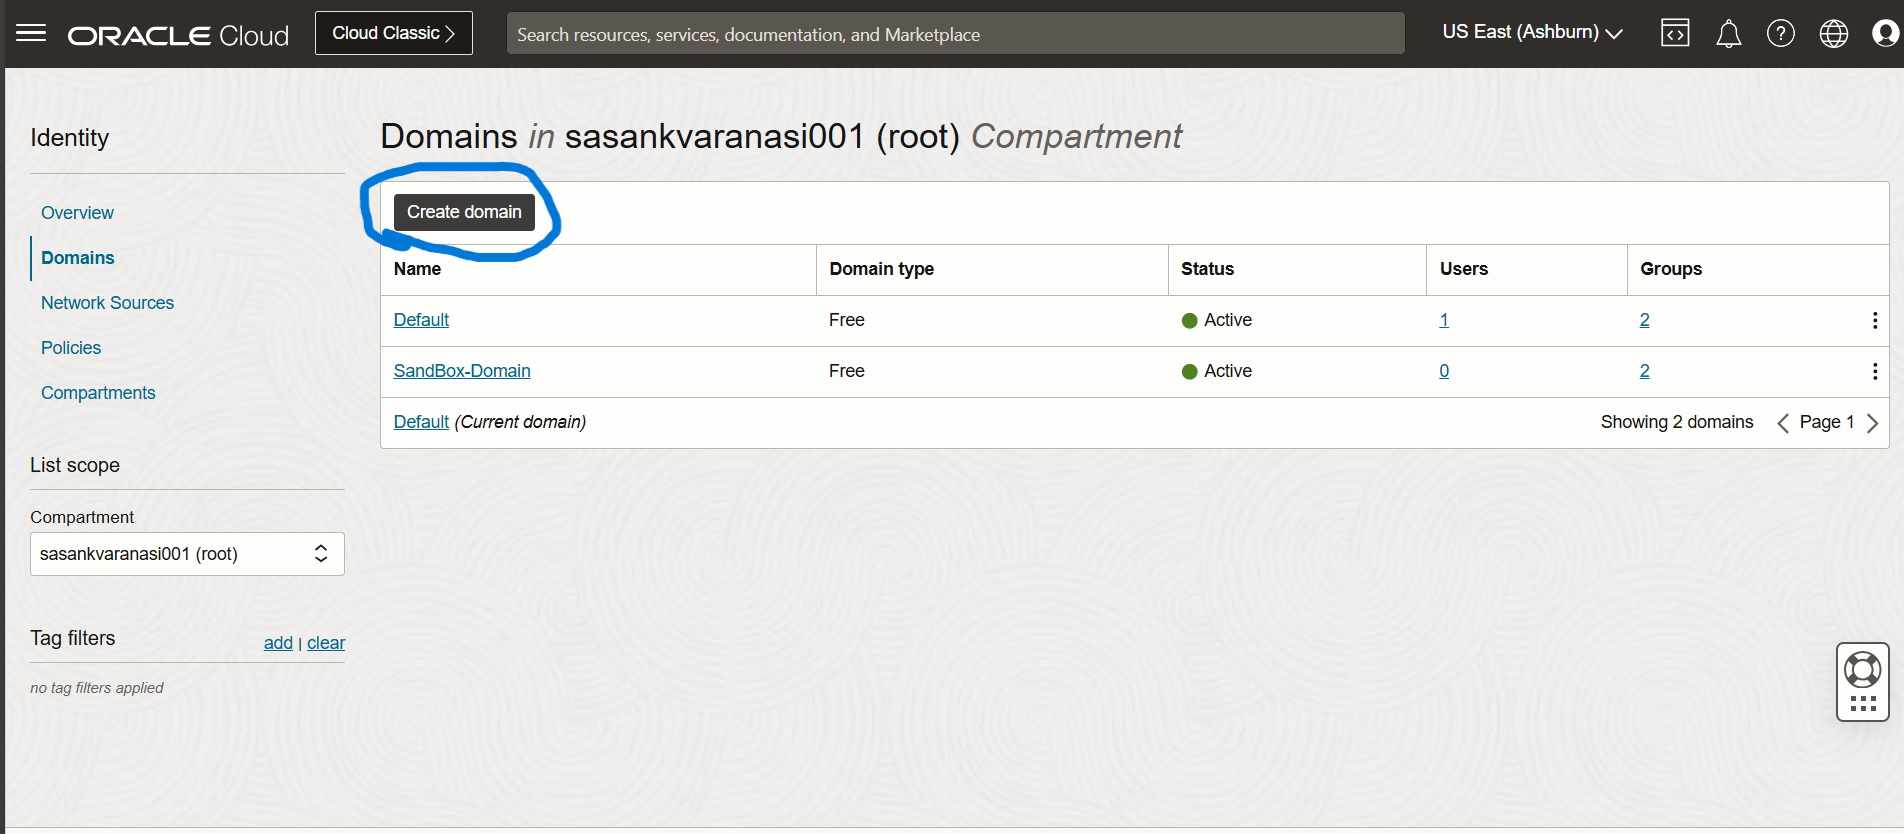 ORACLE Cloud
Cloud Classic
Search resources, services, documentation, and Marketplace
US East (Ashburn)
Identity
Overview
Domains
Network Sources
Policies
Compartments
List scope
Compartment
sasankvaranasi001 (root)
Tag filters
add | clear
no tag filters applied
Domains in sasankvaranasi001 (root) Compartment
Create domain
Name Domain type Status Users Groups
Default Free Active 1 2
SandBox-Domain Free Active 0 2
Default (Current domain) Showing 2 domains Page 1